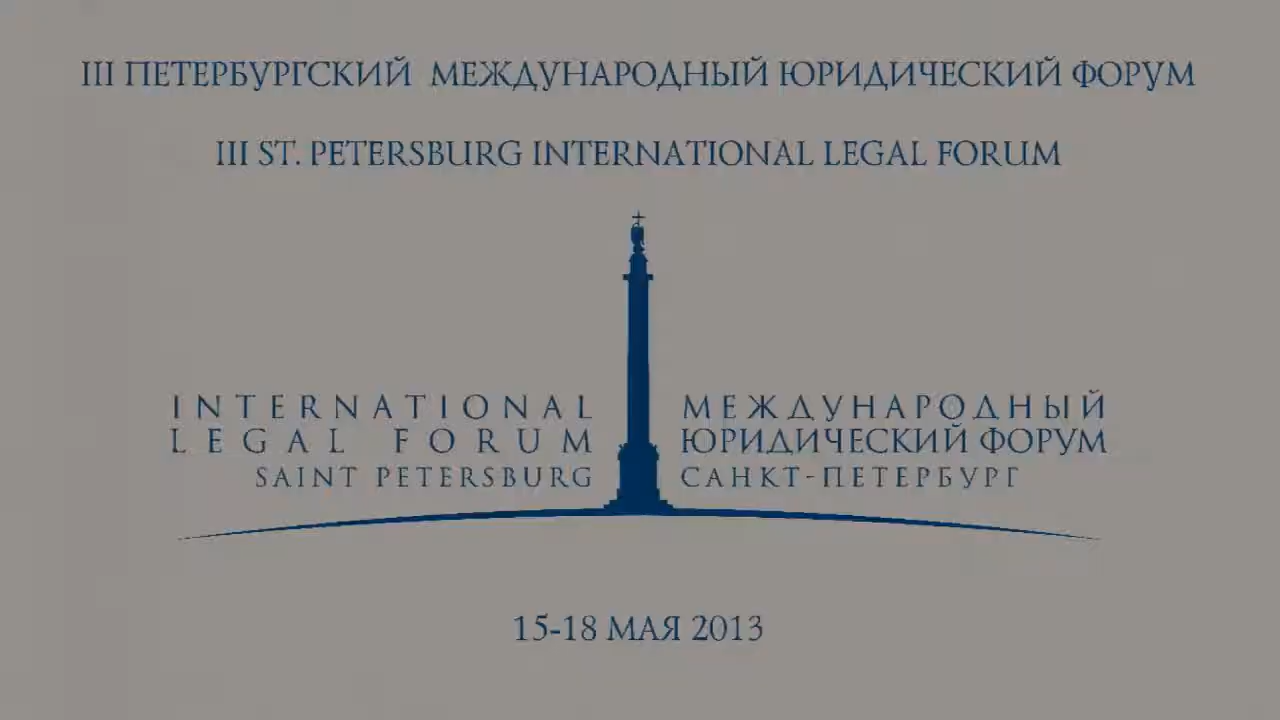 III ПЕТЕРБУРГСКИЙ МЕЖДУНАРОДНЫЙ ЮРИДИЧЕСКИЙ ФОРУМ
III ST. PETERSBURG INTERNATIONAL LEGAL FORUM
INTERNATIONAL
LEGAL FORUM
SAINT PETERSBURG
МЕЖДУНАРОДНЫЙ
ЮРИДИЧЕСКИЙ ФОРУМ
САНКТ-ПЕТЕРБУРГ
15-18 МАЯ 2013